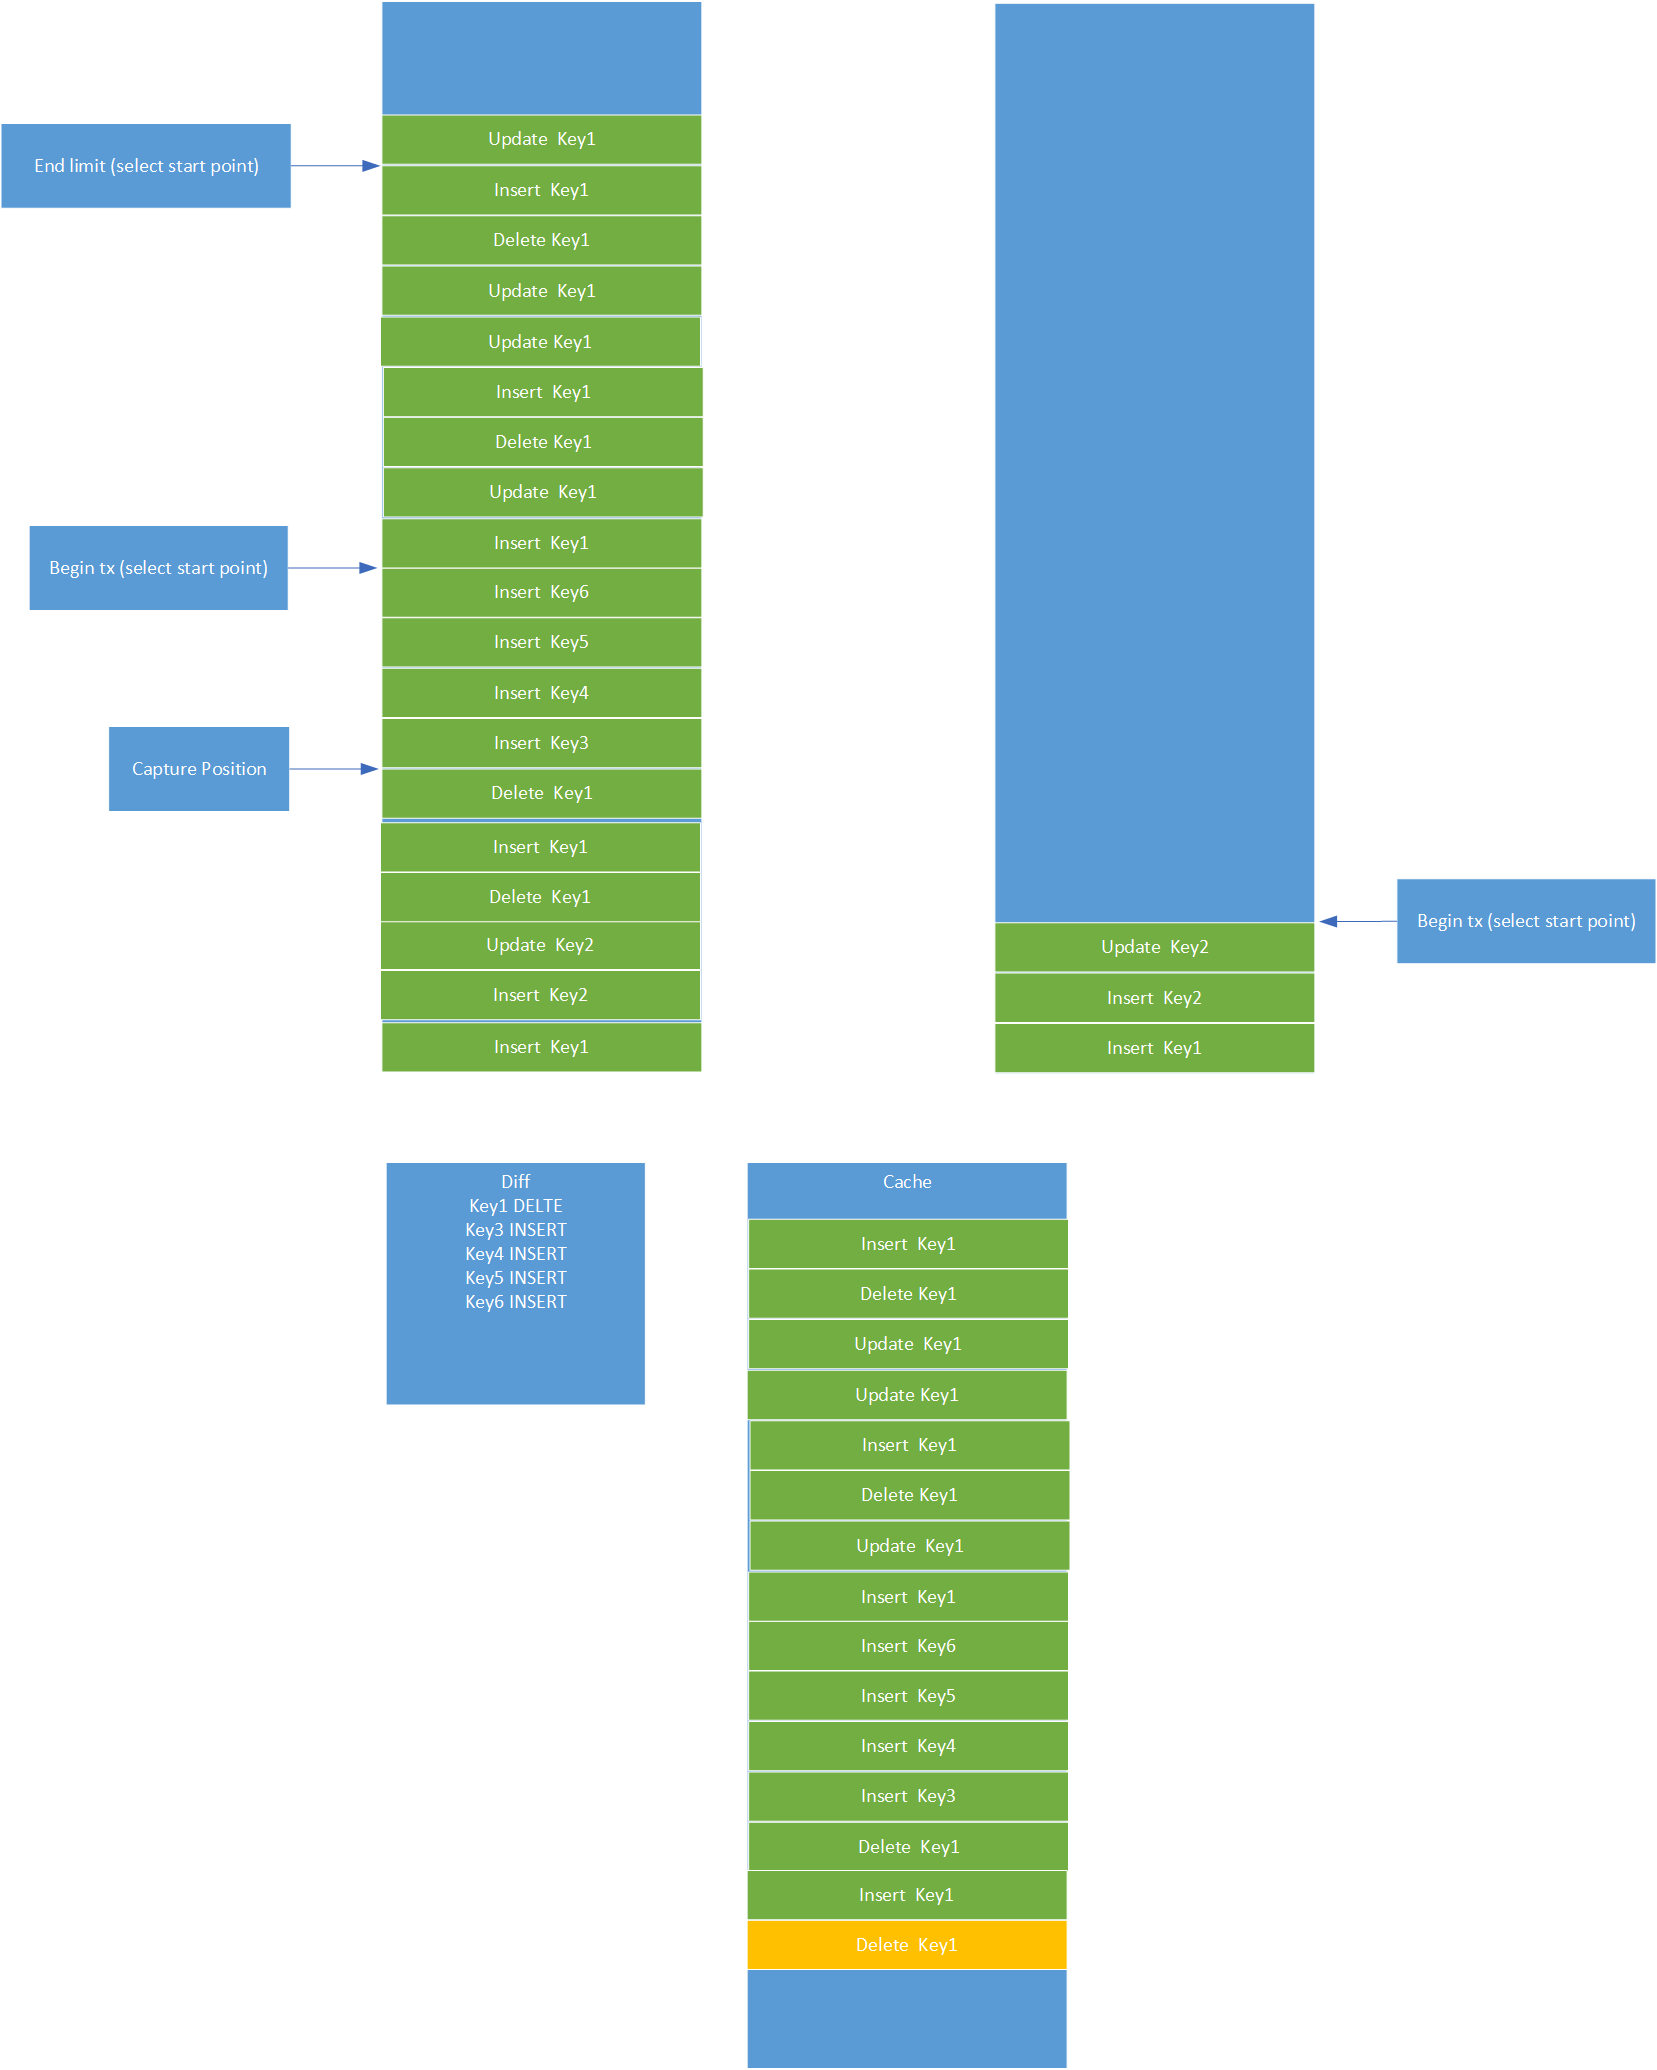 Update Key1
End limit (select start point)
Insert Key1
Delete Key1
Update Key1
Update Key1
Insert Key1
Delete Key1
Update Key1
Insert Key1
Begin tx (select start point)
Insert Key6
Insert Key5
Insert Key4
Insert Key3
Capture Position
Delete Key1
Insert Key1
Delete Key1
Update Key2
Insert Key2
Insert Key1
Begin tx (select start point)
Update Key2
Insert Key2
Insert Key1
Diff
Key1 DELTE
Key3 INSERT
Key4 INSERT
Key5 INSERT
Key6 INSERT
Cache
Insert Key1
Delete Key1
Update Key1
Update Key1
Insert Key1
Delete Key1
Update Key1
Insert Key1
Insert Key6
Insert Key5
Insert Key4
Insert Key3
Delete Key1
Insert Key1
Delete Key1